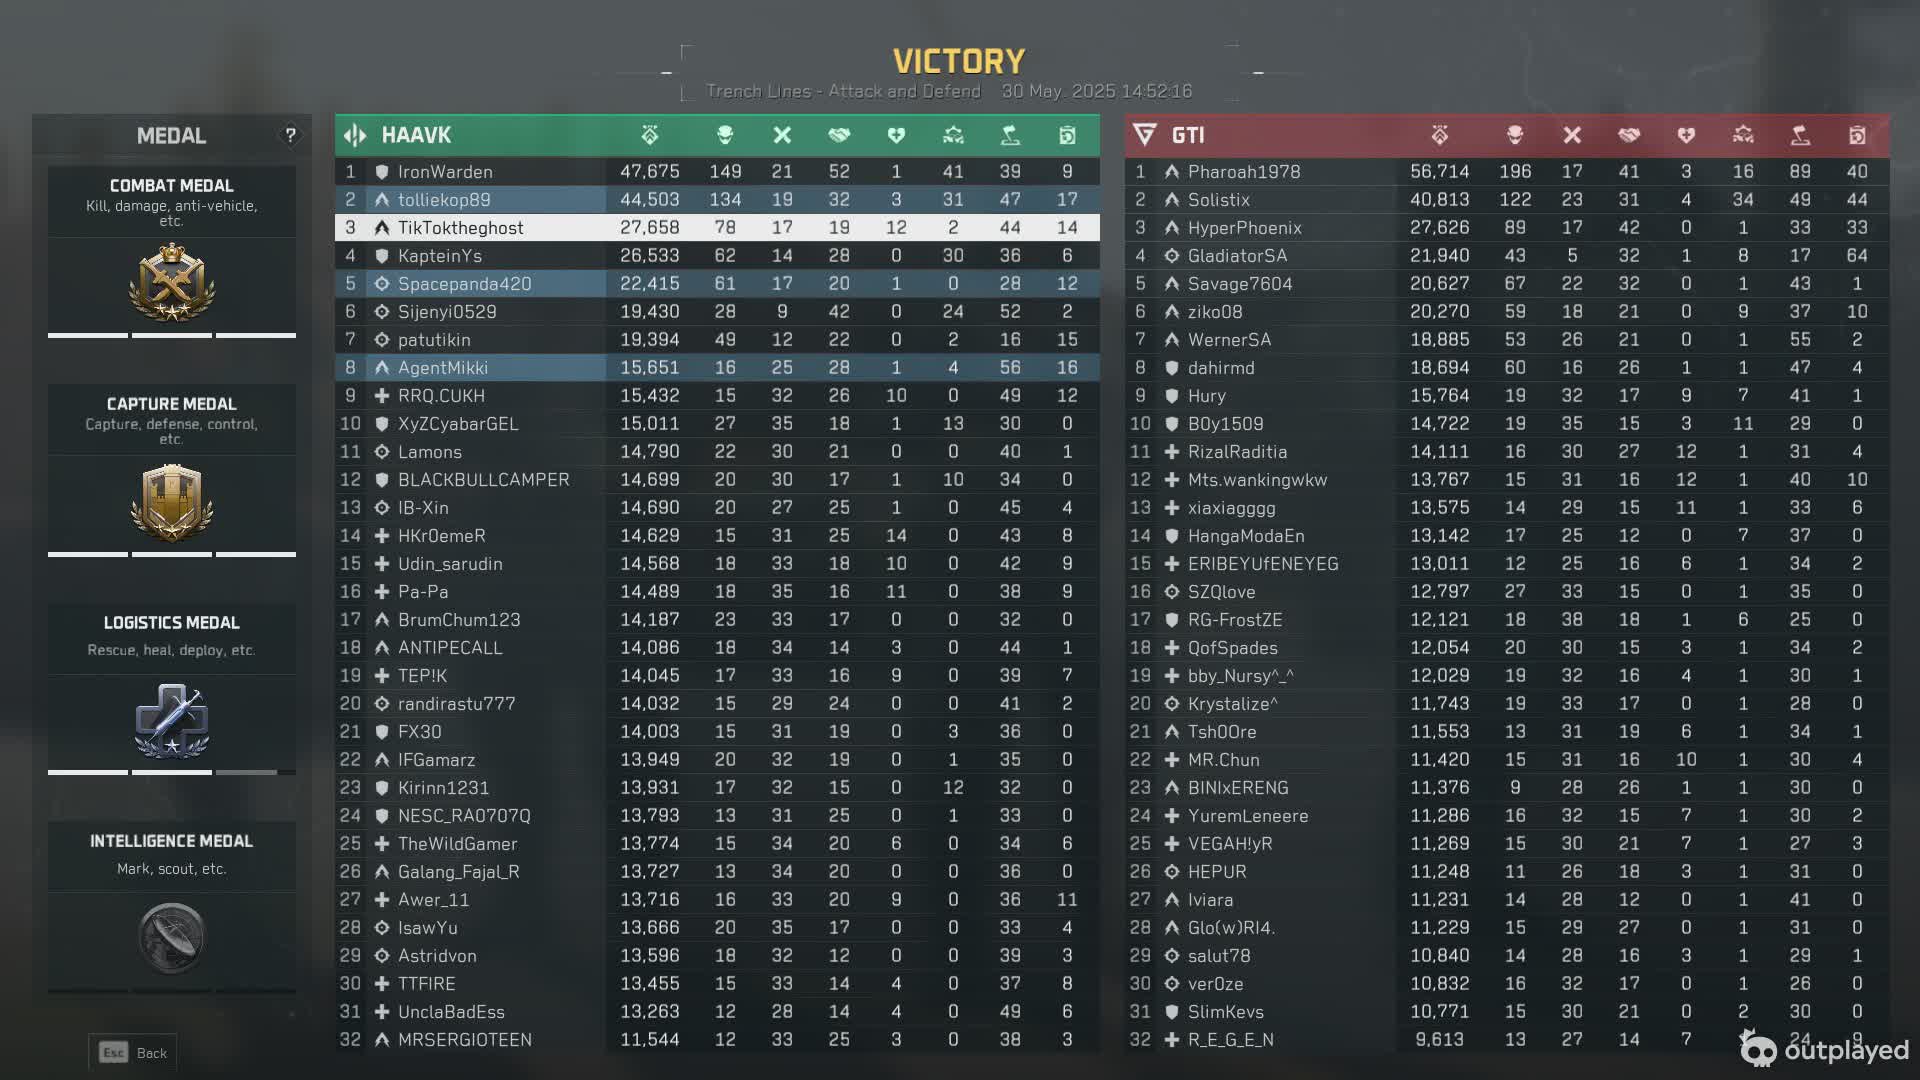 VICTORY
Trench Lines - Attack and Defend 30 May. 2025 14:52:16
MEDAL ?
COMBAT MEDAL
Kill, damage, anti-vehicle,
etc.
CAPTURE MEDAL
Capture, defense, control,
etc.
LOGISTICS MEDAL
Rescue, heal, deploy, etc.
INTELLIGENCE MEDAL
Mark, scout, etc.
Esc Back
HAAVK
1 IronWarden 47,675 149 21 52 1 41 39 9
2 tolliekop89 44,503 134 19 32 3 31 47 17
3 TikToktheghost 27,658 78 17 19 12 2 44 14
4 KapteinYs 26,533 62 14 28 0 30 36 6
5 Spacepanda420 22,415 61 17 20 1 0 28 12
6 Sijenyi0529 19,430 28 9 42 0 24 52 2
7 patutikin 19,394 49 12 22 0 2 16 15
8 AgentMikki 15,651 16 25 28 1 4 56 16
9 RRQ.CUKH 15,432 15 32 26 10 0 49 12
10 XyZCyabarGEL 15,011 27 35 18 1 13 30 0
11 Lamons 14,790 22 30 21 0 0 40 1
12 BLACKBULLCAMPER 14,699 20 30 17 1 10 34 0
13 IB-Xin 14,690 20 27 25 1 0 45 4
14 HKr0emeR 14,629 15 31 25 14 0 43 8
15 Udin_sarudin 14,568 18 33 18 10 0 42 9
16 Pa-Pa 14,489 18 35 16 11 0 38 9
17 BrumChum123 14,187 23 33 17 0 0 32 0
18 ANTIPECALL 14,086 18 34 14 3 0 44 1
19 TEP!K 14,045 17 33 16 9 0 39 7
20 randirastu777 14,032 15 29 24 0 0 41 2
21 FX30 14,003 15 31 19 0 3 36 0
22 IFGamarz 13,949 20 32 19 0 1 35 0
23 Kirinn1231 13,931 17 32 15 0 12 32 0
24 NESC_RA0707Q 13,793 13 31 25 0 1 33 0
25 TheWildGamer 13,774 15 34 20 6 0 34 6
26 Galang_Fajal_R 13,727 13 34 20 0 0 36 0
27 Awer_11 13,716 16 33 20 9 0 36 11
28 IsawYu 13,666 20 35 17 0 0 33 4
29 Astridvon 13,596 18 32 12 0 0 39 3
30 TTFIRE 13,455 15 33 14 4 0 37 8
31 UnclaBadEss 13,263 12 28 14 4 0 49 6
32 MRSERGIOTEEN 11,544 12 33 25 3 0 38 3
GTI
1 Pharoah1978 56,714 196 17 41 3 16 89 40
2 Solistix 40,813 122 23 31 4 34 49 44
3 HyperPhoenix 27,626 89 17 42 0 1 33 33
4 GladiatorSA 21,940 43 5 32 1 8 17 64
5 Savage7604 20,627 67 22 32 0 1 43 1
6 ziko08 20,270 59 18 21 0 9 37 10
7 WernerSA 18,885 53 26 21 0 1 55 2
8 dahirmd 18,694 60 16 26 1 1 47 4
9 Hury 15,764 19 32 17 9 7 41 1
10 B0y1509 14,722 19 35 15 3 11 29 0
11 RizalRaditia 14,111 16 30 27 12 1 31 4
12 Mts.wankingwkw 13,767 15 31 16 12 1 40 10
13 xiaxiagggg 13,575 14 29 15 11 1 33 6
14 HangaModaEn 13,142 17 25 12 0 7 37 0
15 ERIBEYUfENEYEG 13,011 12 25 16 6 1 34 2
16 SZQlove 12,797 27 33 15 0 1 35 0
17 RG-FrostZE 12,121 18 38 18 1 6 25 0
18 QofSpades 12,054 20 30 15 3 1 34 2
19 bby_Nursy^_^ 12,029 19 32 16 4 1 30 1
20 Krystalize^ 11,743 19 33 17 0 1 28 0
21 Tsh00re 11,553 13 31 19 6 1 34 1
22 MR.Chun 11,420 15 31 16 10 1 30 4
23 BINIxERENG 11,376 9 28 26 1 1 30 0
24 YuremLeneere 11,286 16 32 15 7 1 30 2
25 VEGAH!yR 11,269 15 30 21 7 1 27 3
26 HEPUR 11,248 11 26 18 3 1 31 0
27 Iviara 11,231 14 28 12 0 1 41 0
28 Glo(w)RI4. 11,229 15 29 27 0 1 31 0
29 salut78 10,840 14 28 16 3 1 29 1
30 ver0ze 10,832 16 32 17 0 1 26 0
31 SlimKevs 10,771 15 30 21 0 2 30 0
32 R_E_G_E_N 9,613 13 27 14 7 24 9
outplayed